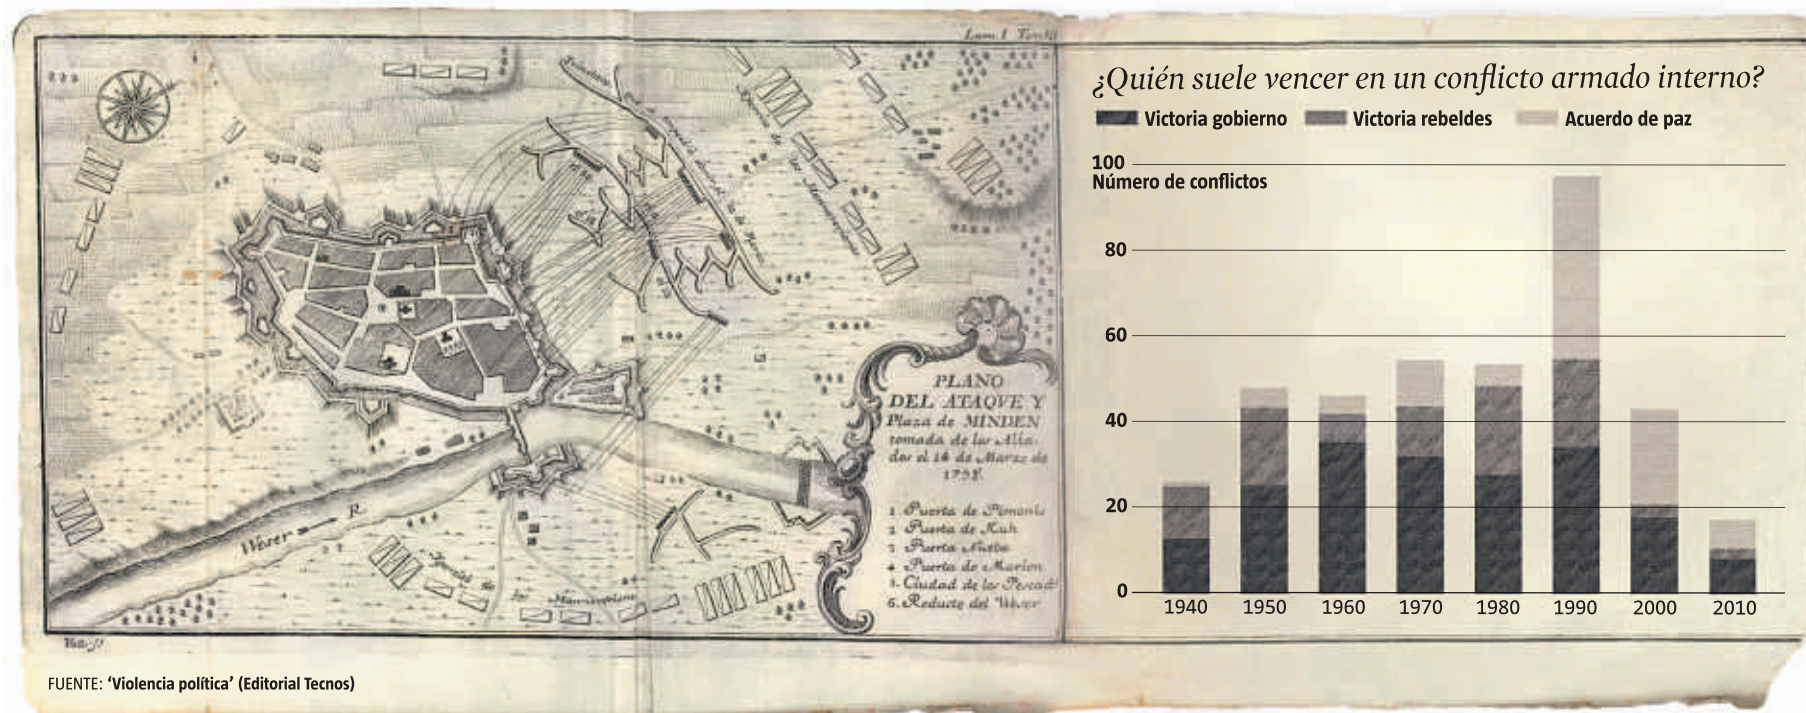 Lam. I
¿Quién suele vencer en un conflicto armado interno?
Victoria gobierno Victoria rebeldes Acuerdo de paz
100
Número de conflictos
80
60
40
20
0
1940 1950 1960 1970 1980 1990 2000 2010
PLANO
DEL ATAQVE Y
Plaza de MINDEN
tomada de los Alia-
dos el 14 de Marzo de
1 Puerta de
2 Puerta de Kuh
3 Puerta
4 Puerta de Marien
5. Ciudad de los Pescad
6. Reducto del Weser
Weser R.
FUENTE: ‘Violencia política’ (Editorial Tecnos)